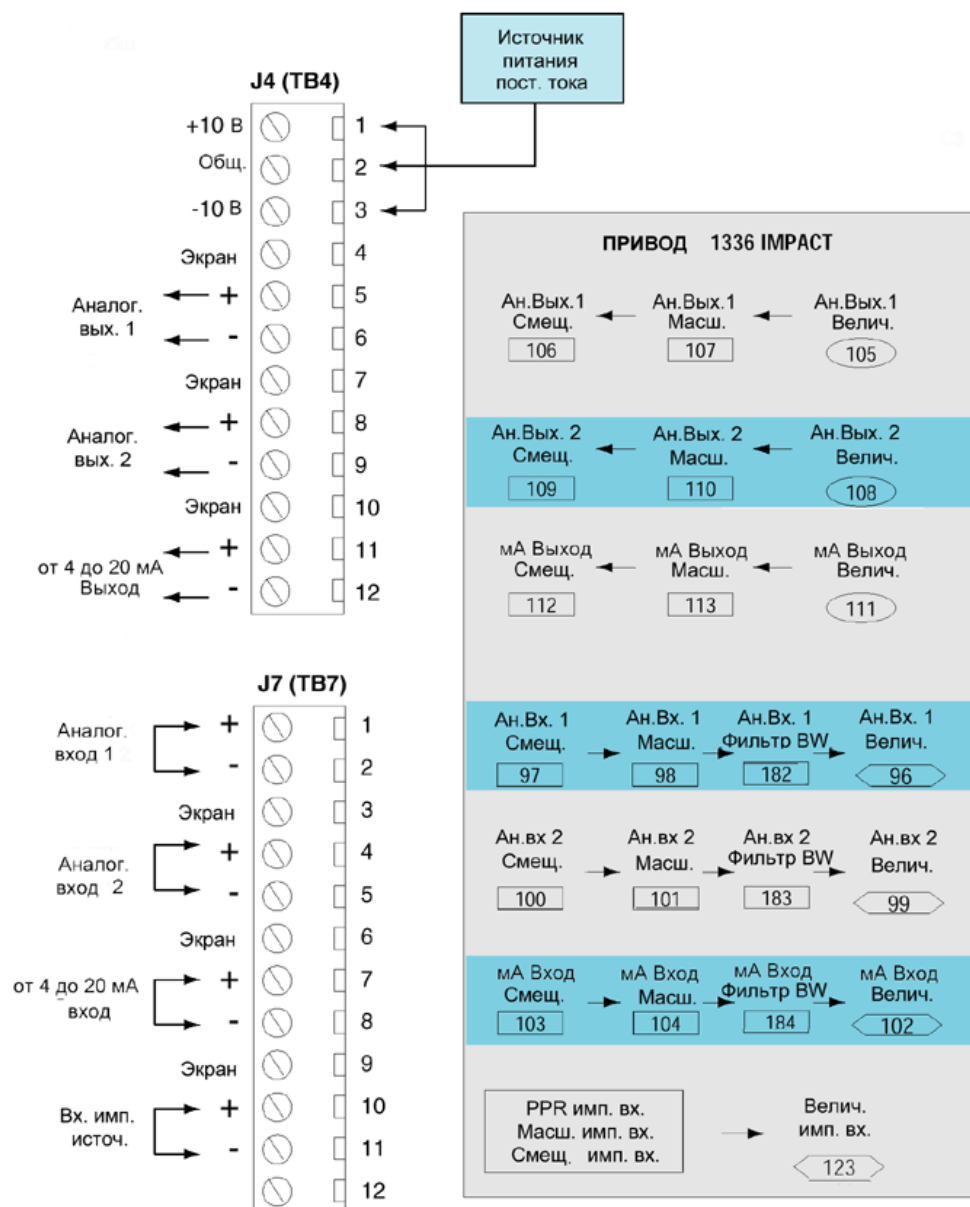 Источник
питания
пост. тока
J4 (TB4)
+10 В
1
Общ.
2
-10 В
3
Экран
4
Аналог.
вых. 1
+
5
-
6
Экран
7
Аналог.
вых. 2
+
8
-
9
Экран
10
от 4 до 20 мА
Выход
+
11
-
12
J7 (TB7)
Аналог.
вход 1
+
1
-
2
Экран
3
Аналог.
вход 2
+
4
-
5
Экран
6
от 4 до 20 мА
вход
+
7
-
8
Экран
9
Вх. имп.
источ.
+
10
-
11
12
ПРИВОД 1336 IMPACT
Ан.Вых.1
Смещ.
106
Ан.Вых.1
Масш.
107
Ан.Вых.1
Велич.
105
Ан.Вых. 2
Смещ.
109
Ан.Вых. 2
Масш.
110
Ан.Вых. 2
Велич.
108
мА Выход
Смещ.
112
мА Выход
Масш.
113
мА Выход
Велич.
111
Ан.Вх. 1
Смещ.
97
Ан.Вх. 1
Масш.
98
Ан.Вх. 1
Фильтр BW
182
Ан.Вх. 1
Велич.
96
Ан.вх 2
Смещ.
100
Ан.вх 2
Масш.
101
Ан.вх 2
Фильтр BW
183
Ан.вх 2
Велич.
99
мА Вход
Смещ.
103
мА Вход
Масш.
104
мА Вход
Фильтр BW
184
мА Вход
Велич.
102
PPR имп. вх.
Масш. имп. вх.
Смещ. имп. вх.
Велич.
имп. вх.
123